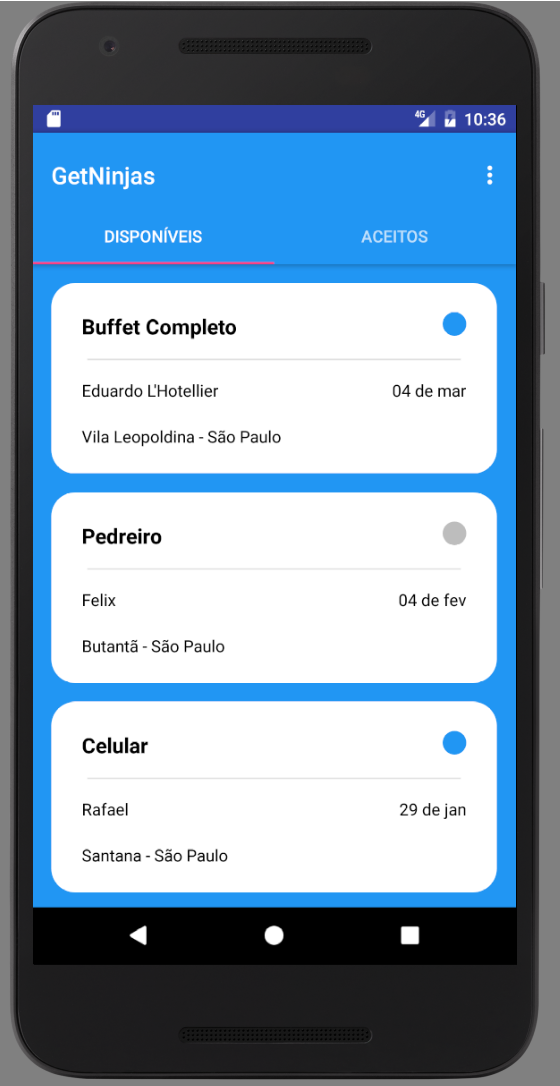 4G 10:36
GetNinjas
DISPONÍVEIS ACEITOS
Buffet Completo
Eduardo L'Hotellier 04 de mar
Vila Leopoldina - São Paulo
Pedreiro
Felix 04 de fev
Butantã - São Paulo
Celular
Rafael 29 de jan
Santana - São Paulo